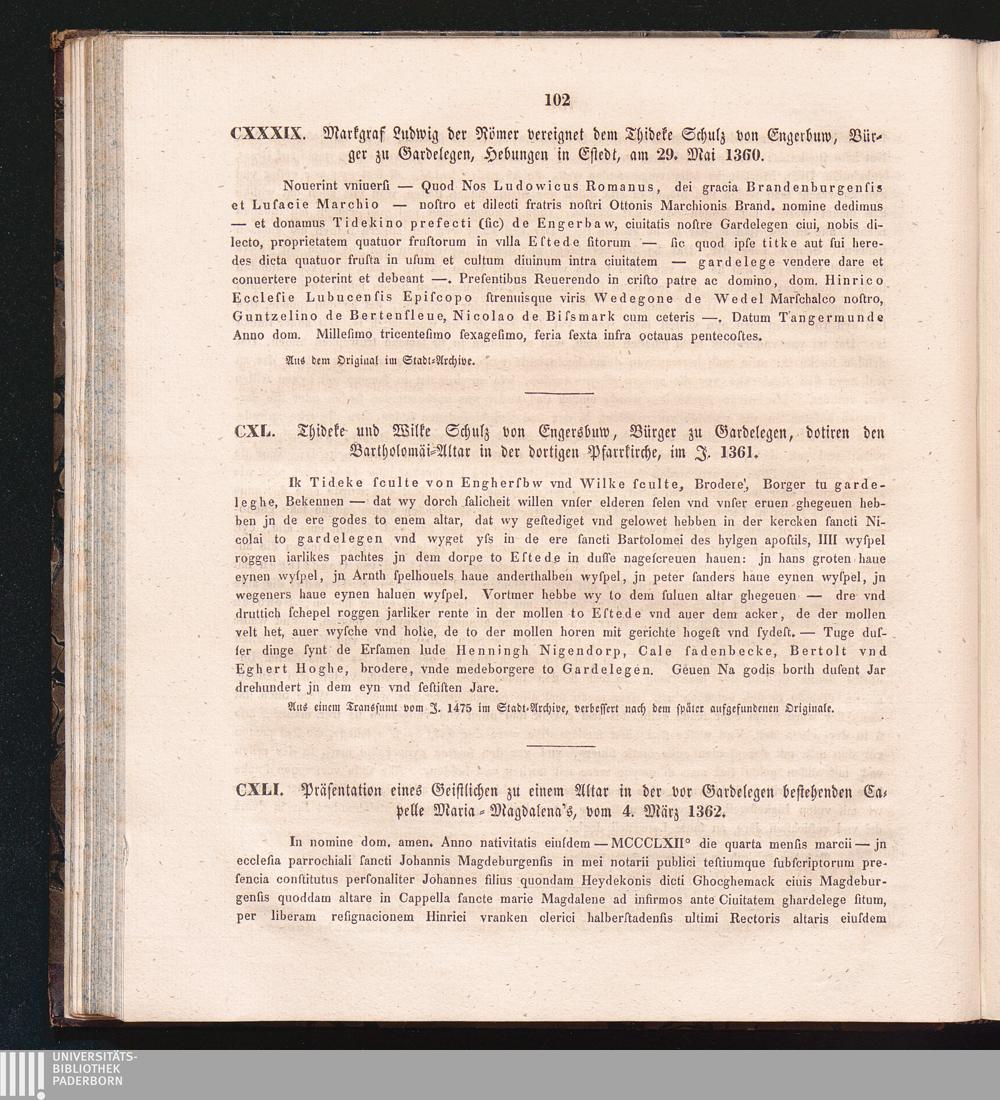 102
CXXXIX. Markgraf Ludwig der Römer vereignet dem Thideke Schulz von Engerbuw, Bür-
ger zu Gardelegen, Hebungen in Estedt, am 29. Mai 1360.
Nouerint vniuerſi — Quod Nos Ludowicus Romanus, dei gracia Brandenburgenſis
et Luſacie Marchio — noſtro et dilecti fratris noſtri Ottonis Marchionis Brand. nomine dedimus
— et donamus Tidekino prefecti (ſic) de Engerbaw, ciuitatis noſtre Gardelegen ciui, nobis di-
lecto, proprietatem quatuor fruſtorum in villa Eſtede ſitorum — ſic quod ipſe titke aut ſui here-
des dicta quatuor fruſta in uſum et cultum diuinum intra ciuitatem — gardelege vendere dare et
conuertere poterint et debeant —. Preſentibus Reuerendo in criſto patre ac domino, dom. Hinrico
Eccleſie Lubucenſis Epiſcopo ſtrenuisque viris Wedegone de Wedel Marſchalco noſtro,
Guntzelino de Bertenſleue, Nicolao de Biſsmark cum ceteris —. Datum Tangermunde
Anno dom. Milleſimo tricenteſimo ſexageſimo, feria ſexta infra octauas pentecoſtes.
Aus dem Original im Stadt-Archive.
CXL. Thideke und Wilke Schulz von Engersbuw, Bürger zu Gardelegen, dotiren den
Bartholomäi-Altar in der dortigen Pfarrkirche, im J. 1361.
Ik Tideke ſculte von Engherſbw vnd Wilke ſculte, Brodere, Borger tu garde-
leghe, Bekennen — dat wy dorch ſalicheit willen vnſer elderen ſelen vnd vnſer eruen ghegeuen heb-
ben jn de ere godes to enem altar, dat wy geſtediget vnd gelowet hebben in der kercken ſancti Ni-
colai to gardelegen vnd wyget yſs in de ere ſancti Bartolomei des hylgen apoſtils, IIII wyſpel
roggen iarlikes pachtes jn dem dorpe to Eſtede in duſſe nageſcreuen hauen: jn hans groten haue
eynen wyſpel, jn Arnth ſpelhouels haue anderthalben wyſpel, jn peter ſanders haue eynen wyſpel, jn
wegeners haue eynen haluen wyſpel. Vortmer hebbe wy to dem ſuluen altar ghegeuen — dre vnd
druttich ſchepel roggen jarliker rente in der mollen to Eſtede vnd auer dem acker, de der mollen
velt het, auer wyſche vnd holte, de to der mollen horen mit gerichte hogeſt vnd ſydeſt. — Tuge duſ-
ſer dinge ſynt de Erſamen lude Henningh Nigendorp, Cale ſadenbecke, Bertolt vnd
Eghert Hoghe, brodere, vnde medeborgere to Gardelegen. Geuen Na godis borth duſent Jar
drehundert jn dem eyn vnd ſeſtiſten Jare.
Aus einem Transsumt vom J. 1475 im Stadt-Archive, verbessert nach dem später aufgefundenen Originale.
CXLI. Präsentation eines Geistlichen zu einem Altar in der vor Gardelegen bestehenden Ca-
pelle Maria-Magdalena's, vom 4. März 1362.
In nomine dom. amen. Anno nativitatis eiuſdem — MCCCLXII° die quarta menſis marcii — jn
eccleſia parrochiali ſancti Johannis Magdeburgenſis in mei notarii publici teſtiumque ſubſcriptorum pre-
ſencia conſtitutus perſonaliter Johannes filius quondam Heydekonis dicti Ghocghemack ciuis Magdebur-
genſis quoddam altare in Cappella ſancte marie Magdalene ad infirmos ante Ciuitatem ghardelege ſitum,
per liberam reſignacionem Hinrici vranken clerici halberſtadenſis ultimi Rectoris altaris eiuſdem
UNIVERSITÄTS-
BIBLIOTHEK
PADERBORN